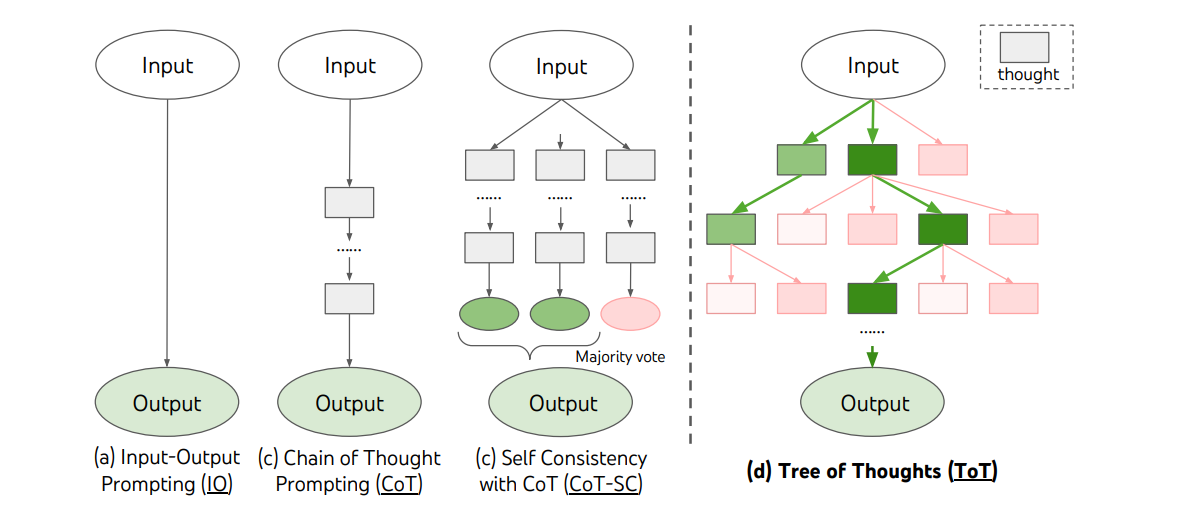 Input
Input
Input
Input
thought
......
......
......
......
......
Majority vote
Output
Output
Output
Output
(a) Input-Output
Prompting (IO)
(c) Chain of Thought
Prompting (CoT)
(c) Self Consistency
with CoT (CoT-SC)
(d) Tree of Thoughts (ToT)